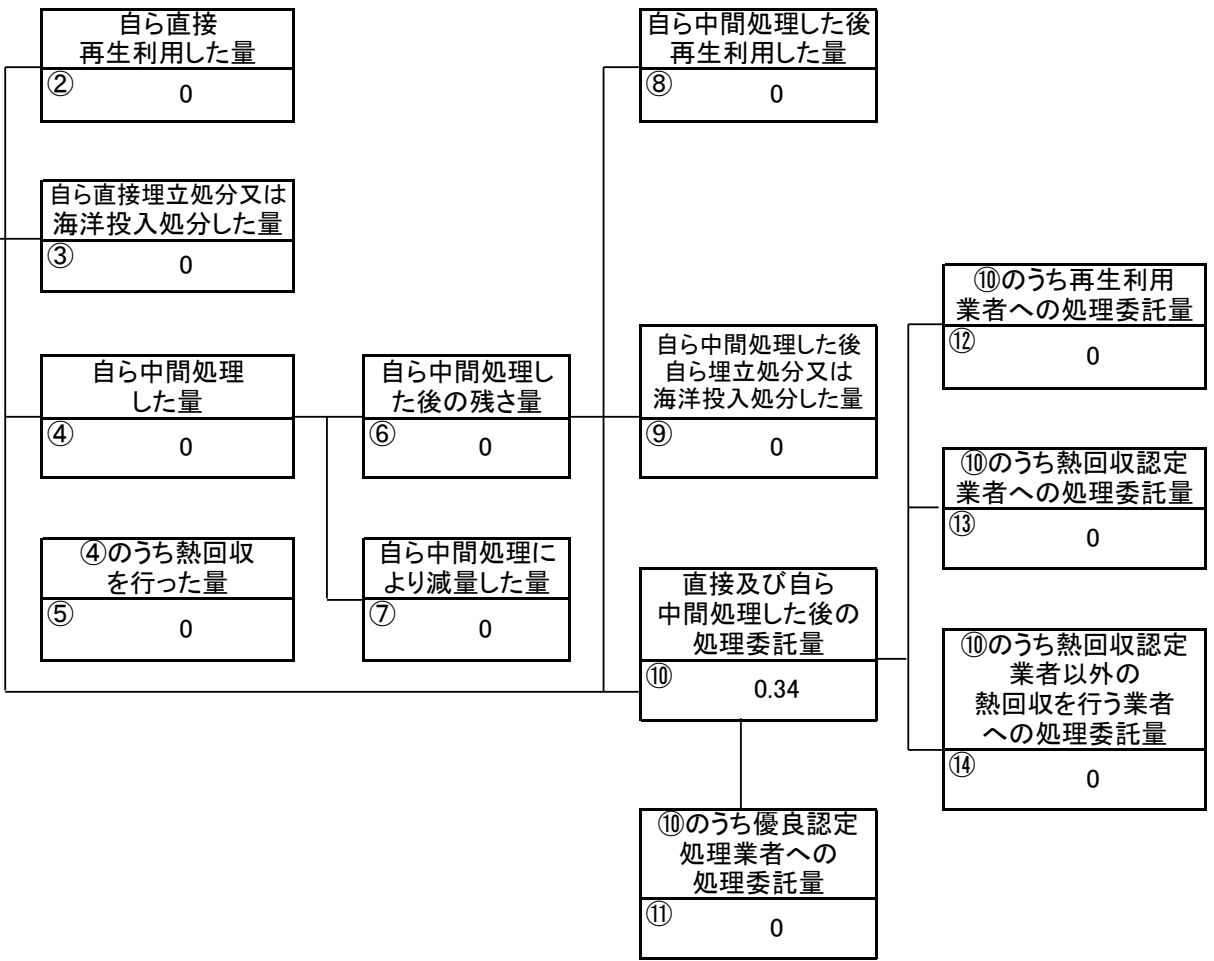 自ら直接
再生利用した量
②
0
自ら直接埋立処分又は
海洋投入処分した量
③
0
自ら中間処理
した量
④
0
④のうち熱回収
を行った量
⑤
0
自ら中間処理し
た後の残さ量
⑥
0
自ら中間処理に
より減量した量
⑦
0
自ら中間処理した後
再生利用した量
⑧
0
自ら中間処理した後
自ら埋立処分又は
海洋投入処分した量
⑨
0
直接及び自ら
中間処理した後の
処理委託量
⑩
0.34
⑩のうち優良認定
処理業者への
処理委託量
⑪
0
⑩のうち再生利用
業者への処理委託量
⑫
0
⑩のうち熱回収認定
業者への処理委託量
⑬
0
⑩のうち熱回収認定
業者以外の
熱回収を行う業者
への処理委託量
⑭
0